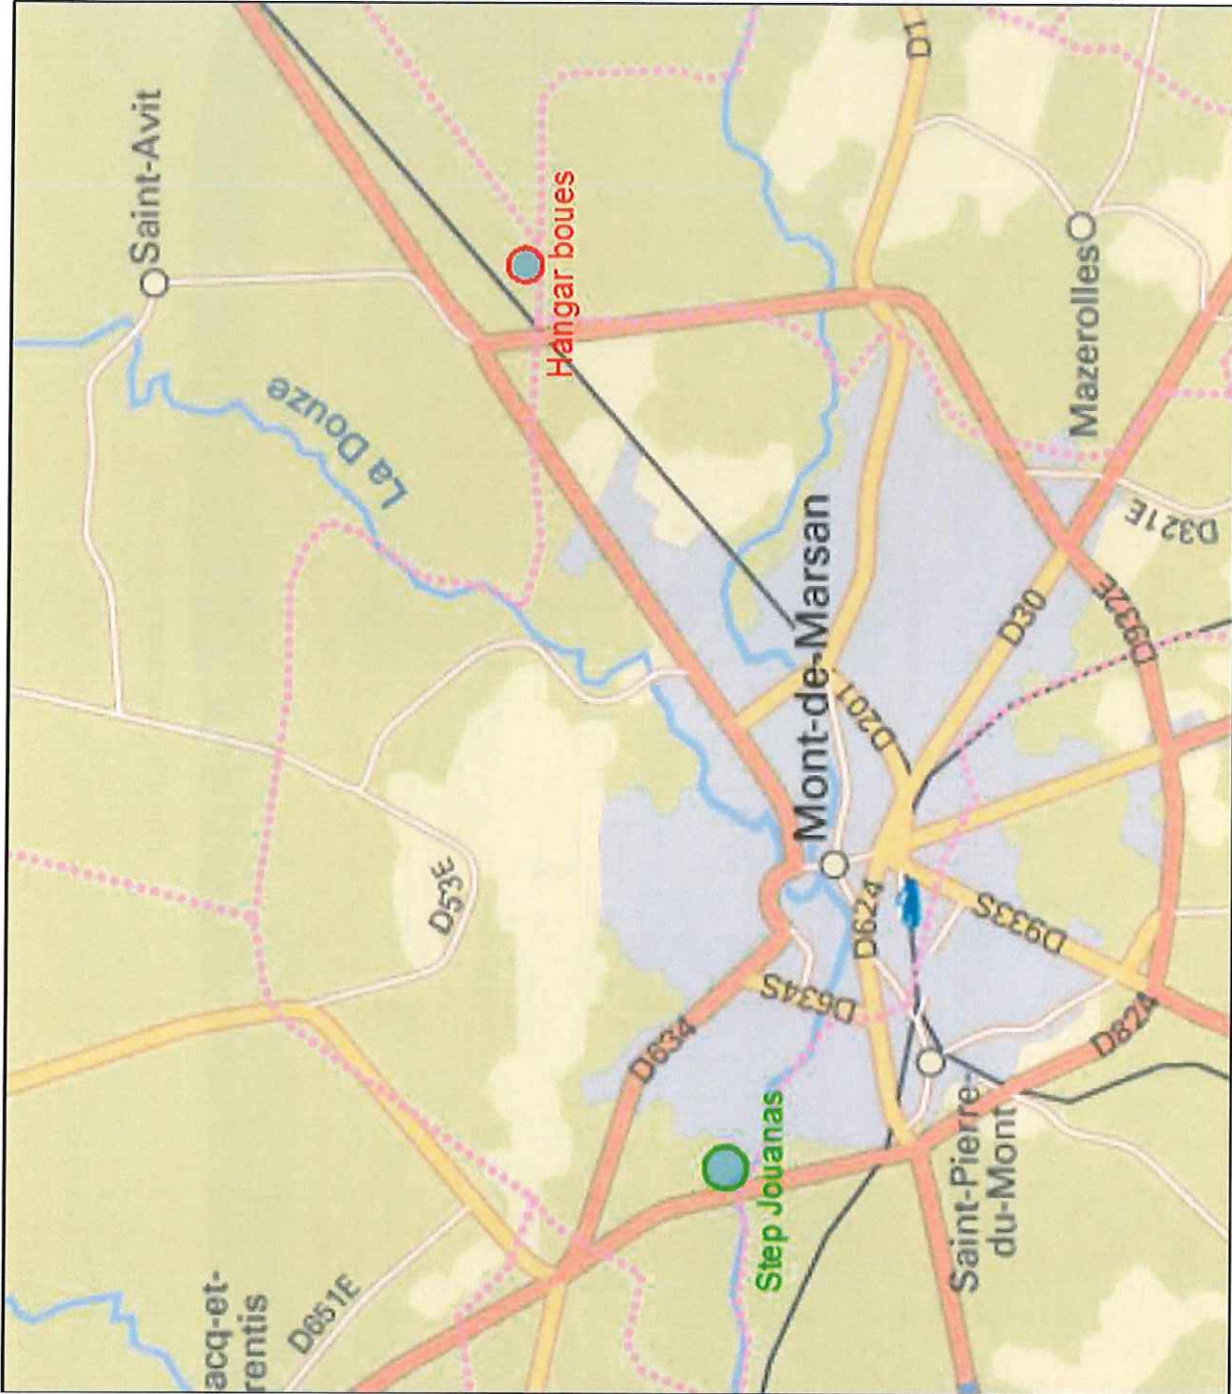 Saint-Avit
La Douze
Hangar boues
D1
Mazerolles
D321E
D932E
D30
Mont-de-Marsan
D201
D53E
D624
D933S
D634S
D634
D824
Step Jouanas
Saint-Pierre-
du-Mont
D651E
acq-et-
rentis